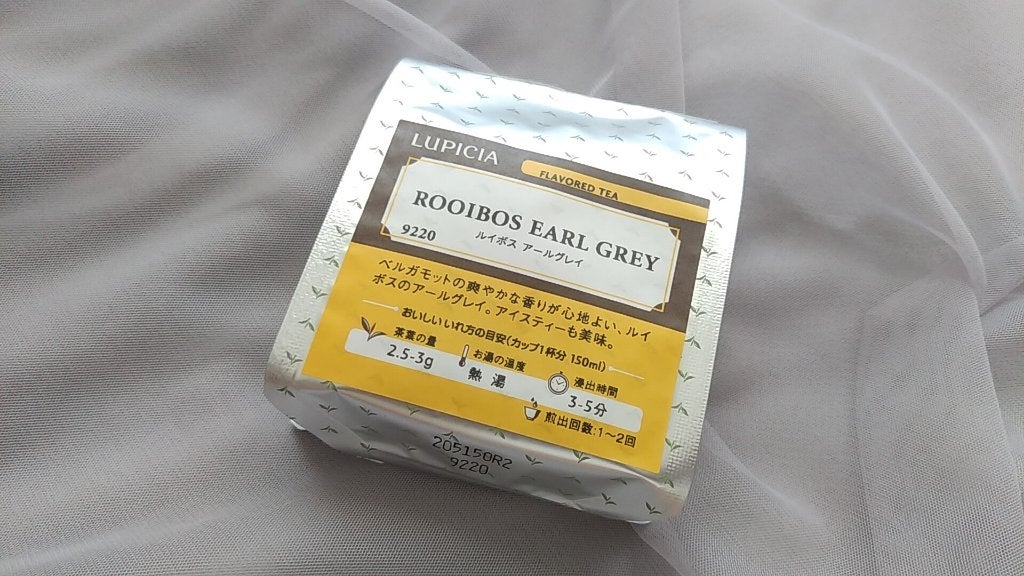 LUPICIA
FLAVORED TEA
ROOIBOS EARL GREY
9220
ルイボス アールグレイ
ベルガモットの爽やかな香りが心地よい、ルイ
ボスのアールグレイ。アイスティーも美味。
おいしいいれ方の目安(カップ1杯分 150ml)
茶葉の量
2.5-3g
お湯の温度
熱湯
浸出時間
3-5分
煎出回数:1～2回
205150R2
9220